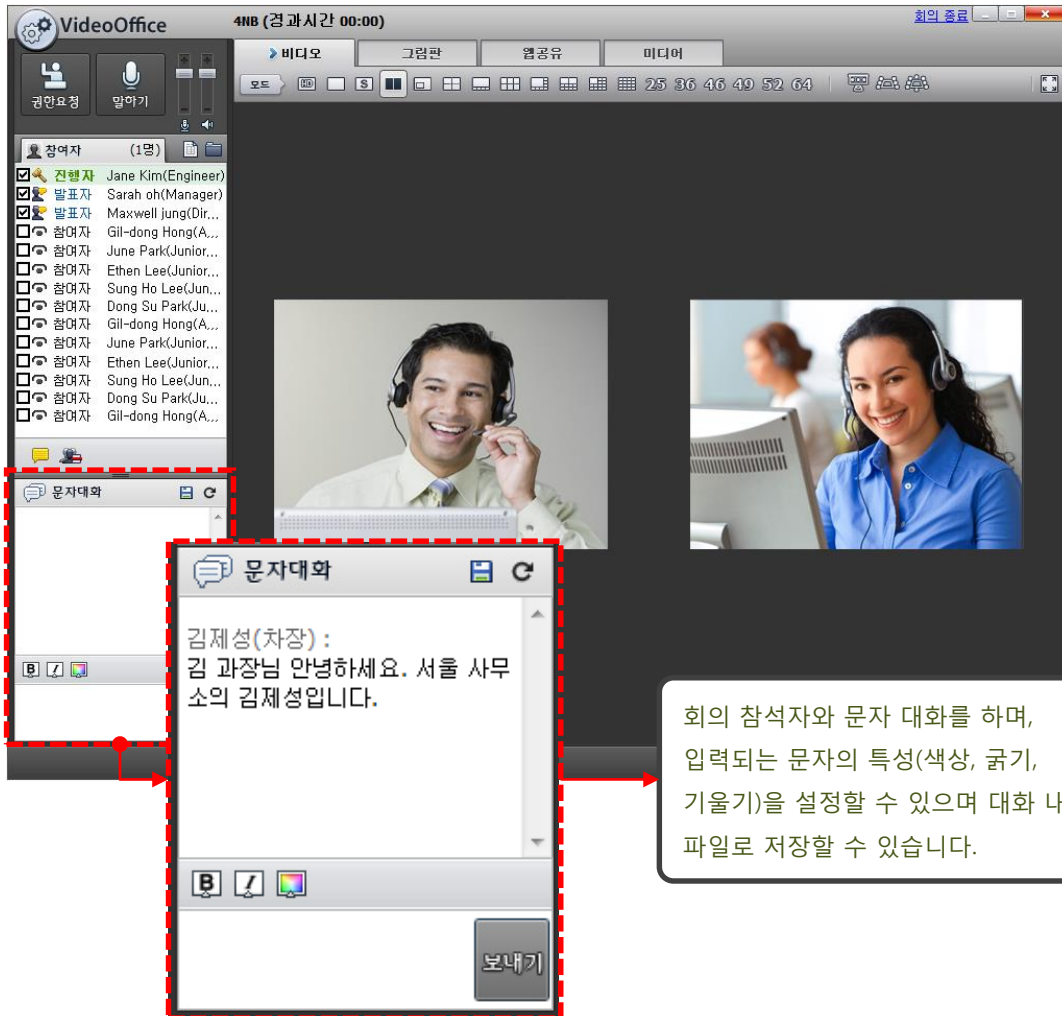 VideoOffice
4NB (경과시간 00:00)
회의 종료
비디오
그림판
웹공유
미디어
모드
S
25 36 46 49 52 64
권한요청
말하기
참여자 (1명)
진행자 Jane Kim(Engineer)
발표자 Sarah oh(Manager)
발표자 Maxwell jung(Dir...
참여자 Gil-dong Hong(A...
참여자 June Park(Junior...
참여자 Ethen Lee(Junior...
참여자 Sung Ho Lee(Jun...
참여자 Dong Su Park(Ju...
참여자 Gil-dong Hong(A...
참여자 June Park(Junior...
참여자 Ethen Lee(Junior...
참여자 Sung Ho Lee(Jun...
참여자 Dong Su Park(Ju...
참여자 Gil-dong Hong(A...
문자대화
B I
문자대화
김제성(차장) :
김 과장님 안녕하세요. 서울 사무
소의 김제성입니다.
B I
보내기
회의 참석자와 문자 대화를 하며,
입력되는 문자의 특성(색상, 굵기,
기울기)을 설정할 수 있으며 대화 내
파일로 저장할 수 있습니다.